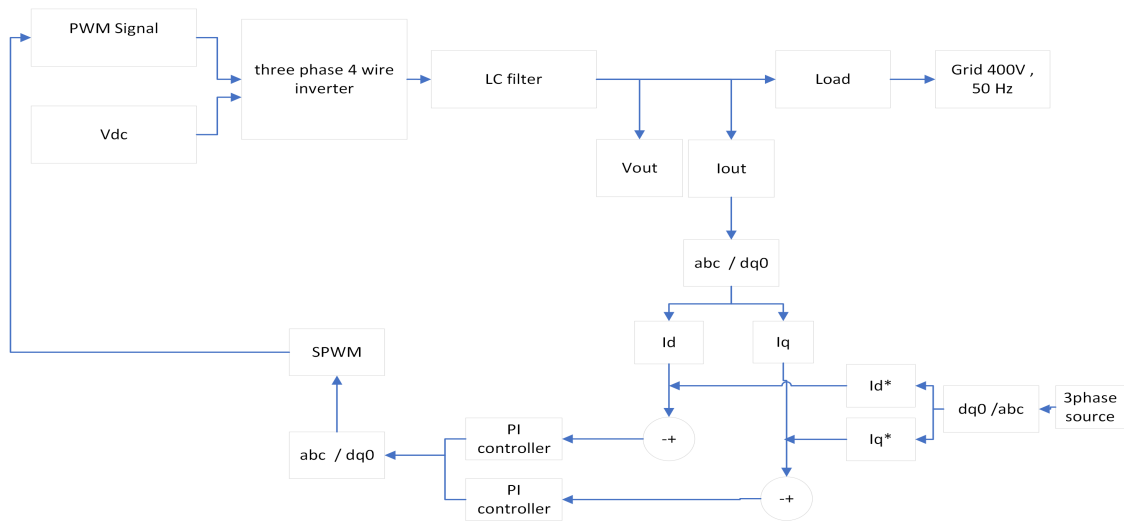 PWM Signal
three phase 4 wire
inverter
LC filter
Load
Grid 400V ,
50 Hz
Vdc
Vout
Iout
abc  / dq0
Id
Iq
SPWM
Id*
dq0 /abc
3phase
source
PI
controller
-+
Iq*
abc  / dq0
PI
controller
-+